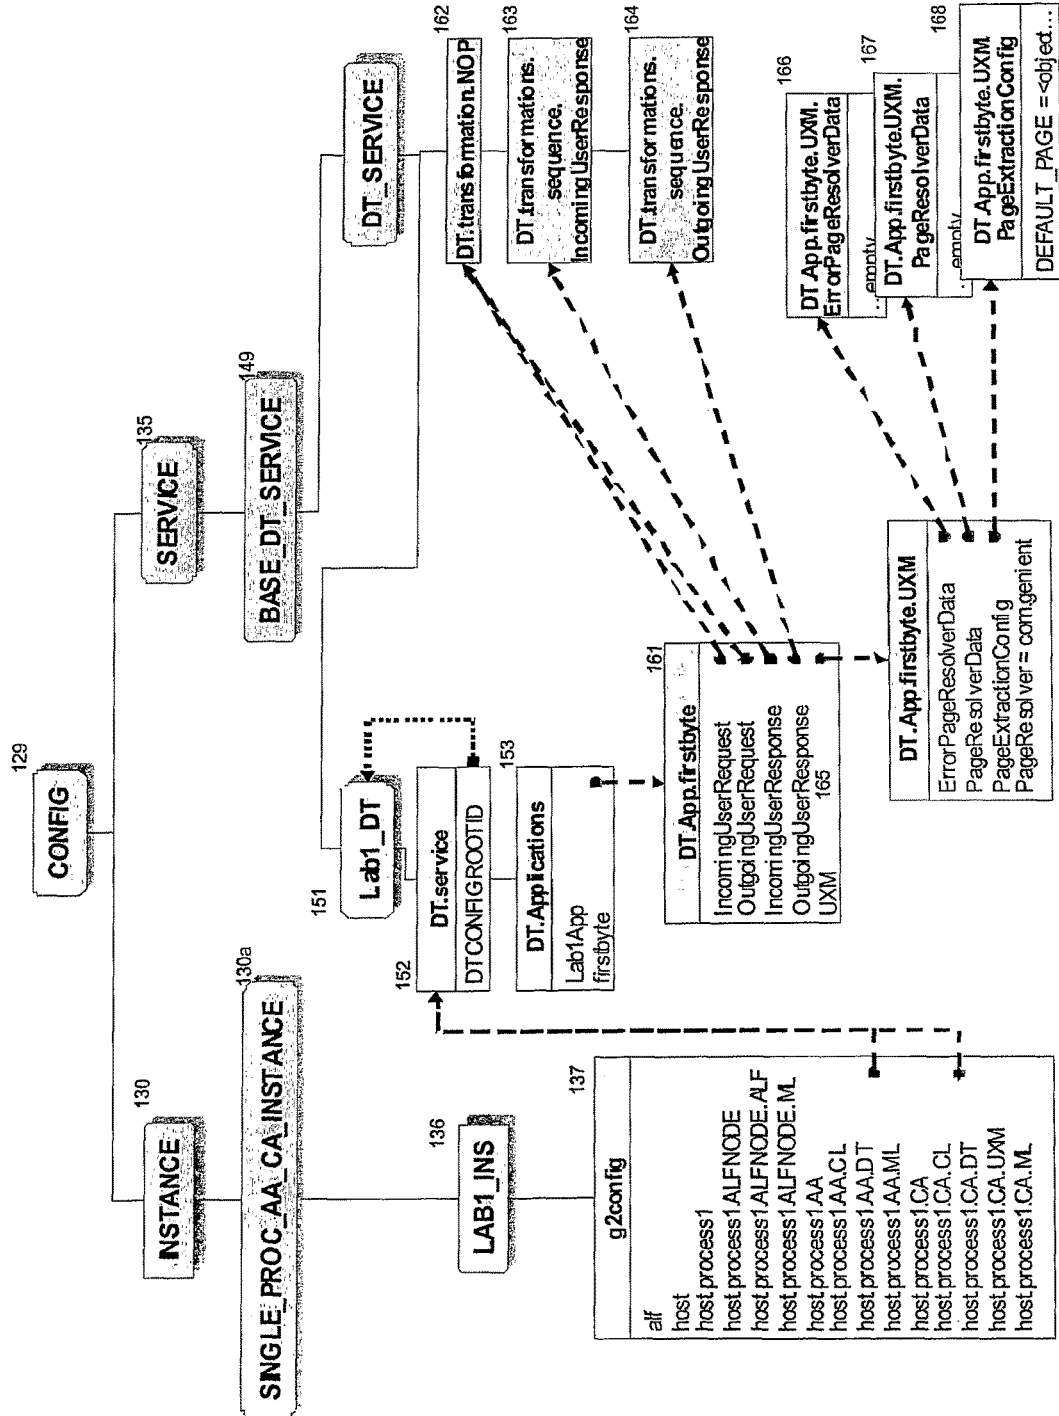 129
CONFIG
130
INSTANCE
135
SERVICE
130a
SINGLE_PROC_AA_CA_INSTANCE
149
BASE_DT_SERVICE
136
LAB1_INS
151
Lab1_DT
DT_SERVICE
137
g2config
alf
host
host.process1
host.process1.ALFNODE
host.process1.ALFNODE.ALF
host.process1.ALFNODE.ML
host.process1.AA
host.process1.AA.CL
host.process1.AA.DT
host.process1.AA.ML
host.process1.CA
host.process1.CA.CL
host.process1.CA.DT
host.process1.CA.UXM
host.process1.CA.ML
152
DT.service
DTCONFIGROOTID
153
DT.Applications
Lab1App
firstbyte
161
DT.App.firstbyte
IncomingUserRequest
OutgoingUserRequest
IncomingUserResponse
OutgoingUserResponse
UXM
165
DT.App.firstbyte.UXM
ErrorPageResolverData
PageResolverData
PageExtractionConfig
PageResolver = com.genient
162
DT.transformation.NOP
163
DT.transformations.
sequence.
IncomingUserResponse
164
DT.transformations.
sequence.
OutgoingUserResponse
166
DT.App.firstbyte.UXM.
ErrorPageResolverData
...empty
167
DT.App.firstbyte.UXM.
PageResolverData
...empty
168
DT.App.firstbyte.UXM.
PageExtractionConfig
DEFAULT_PAGE = <object...